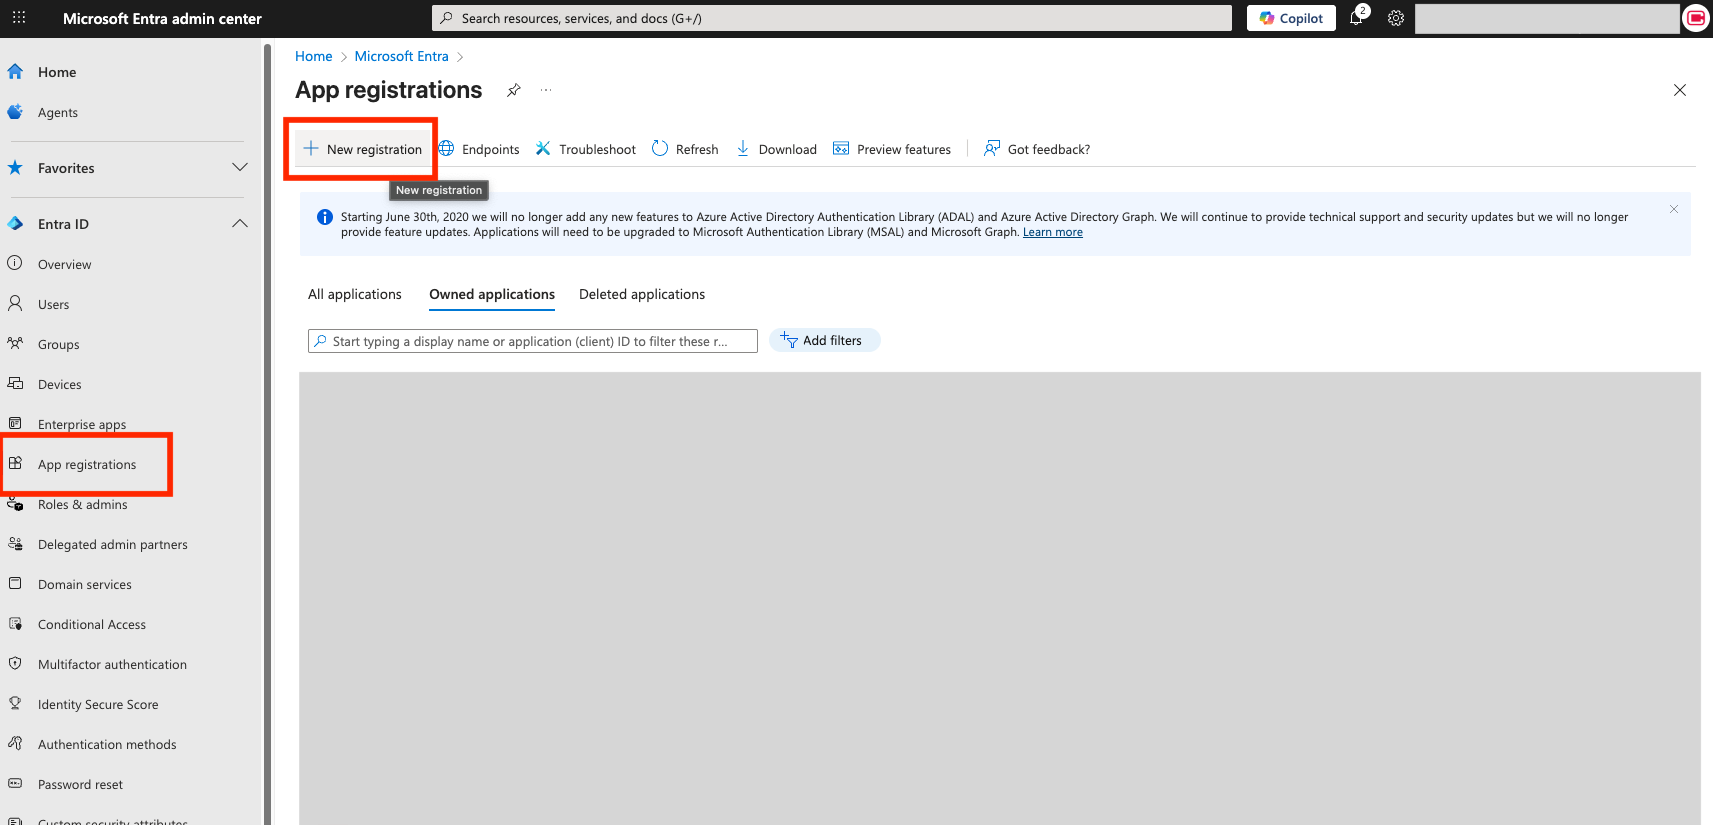 Microsoft Entra admin center
Search resources, services, and docs (G+/)
Copilot
2
Home
Agents
Favorites
Entra ID
Overview
Users
Groups
Devices
Enterprise apps
App registrations
Roles & admins
Delegated admin partners
Domain services
Conditional Access
Multifactor authentication
Identity Secure Score
Authentication methods
Password reset
Custom security attributes
Home > Microsoft Entra >
App registrations
New registration
Endpoints
Troubleshoot
Refresh
Download
Preview features
Got feedback?
New registration
Starting June 30th, 2020 we will no longer add any new features to Azure Active Directory Authentication Library (ADAL) and Azure Active Directory Graph. We will continue to provide technical support and security updates but we will no longer
provide feature updates. Applications will need to be upgraded to Microsoft Authentication Library (MSAL) and Microsoft Graph. Learn more
All applications
Owned applications
Deleted applications
Start typing a display name or application (client) ID to filter these r...
Add filters